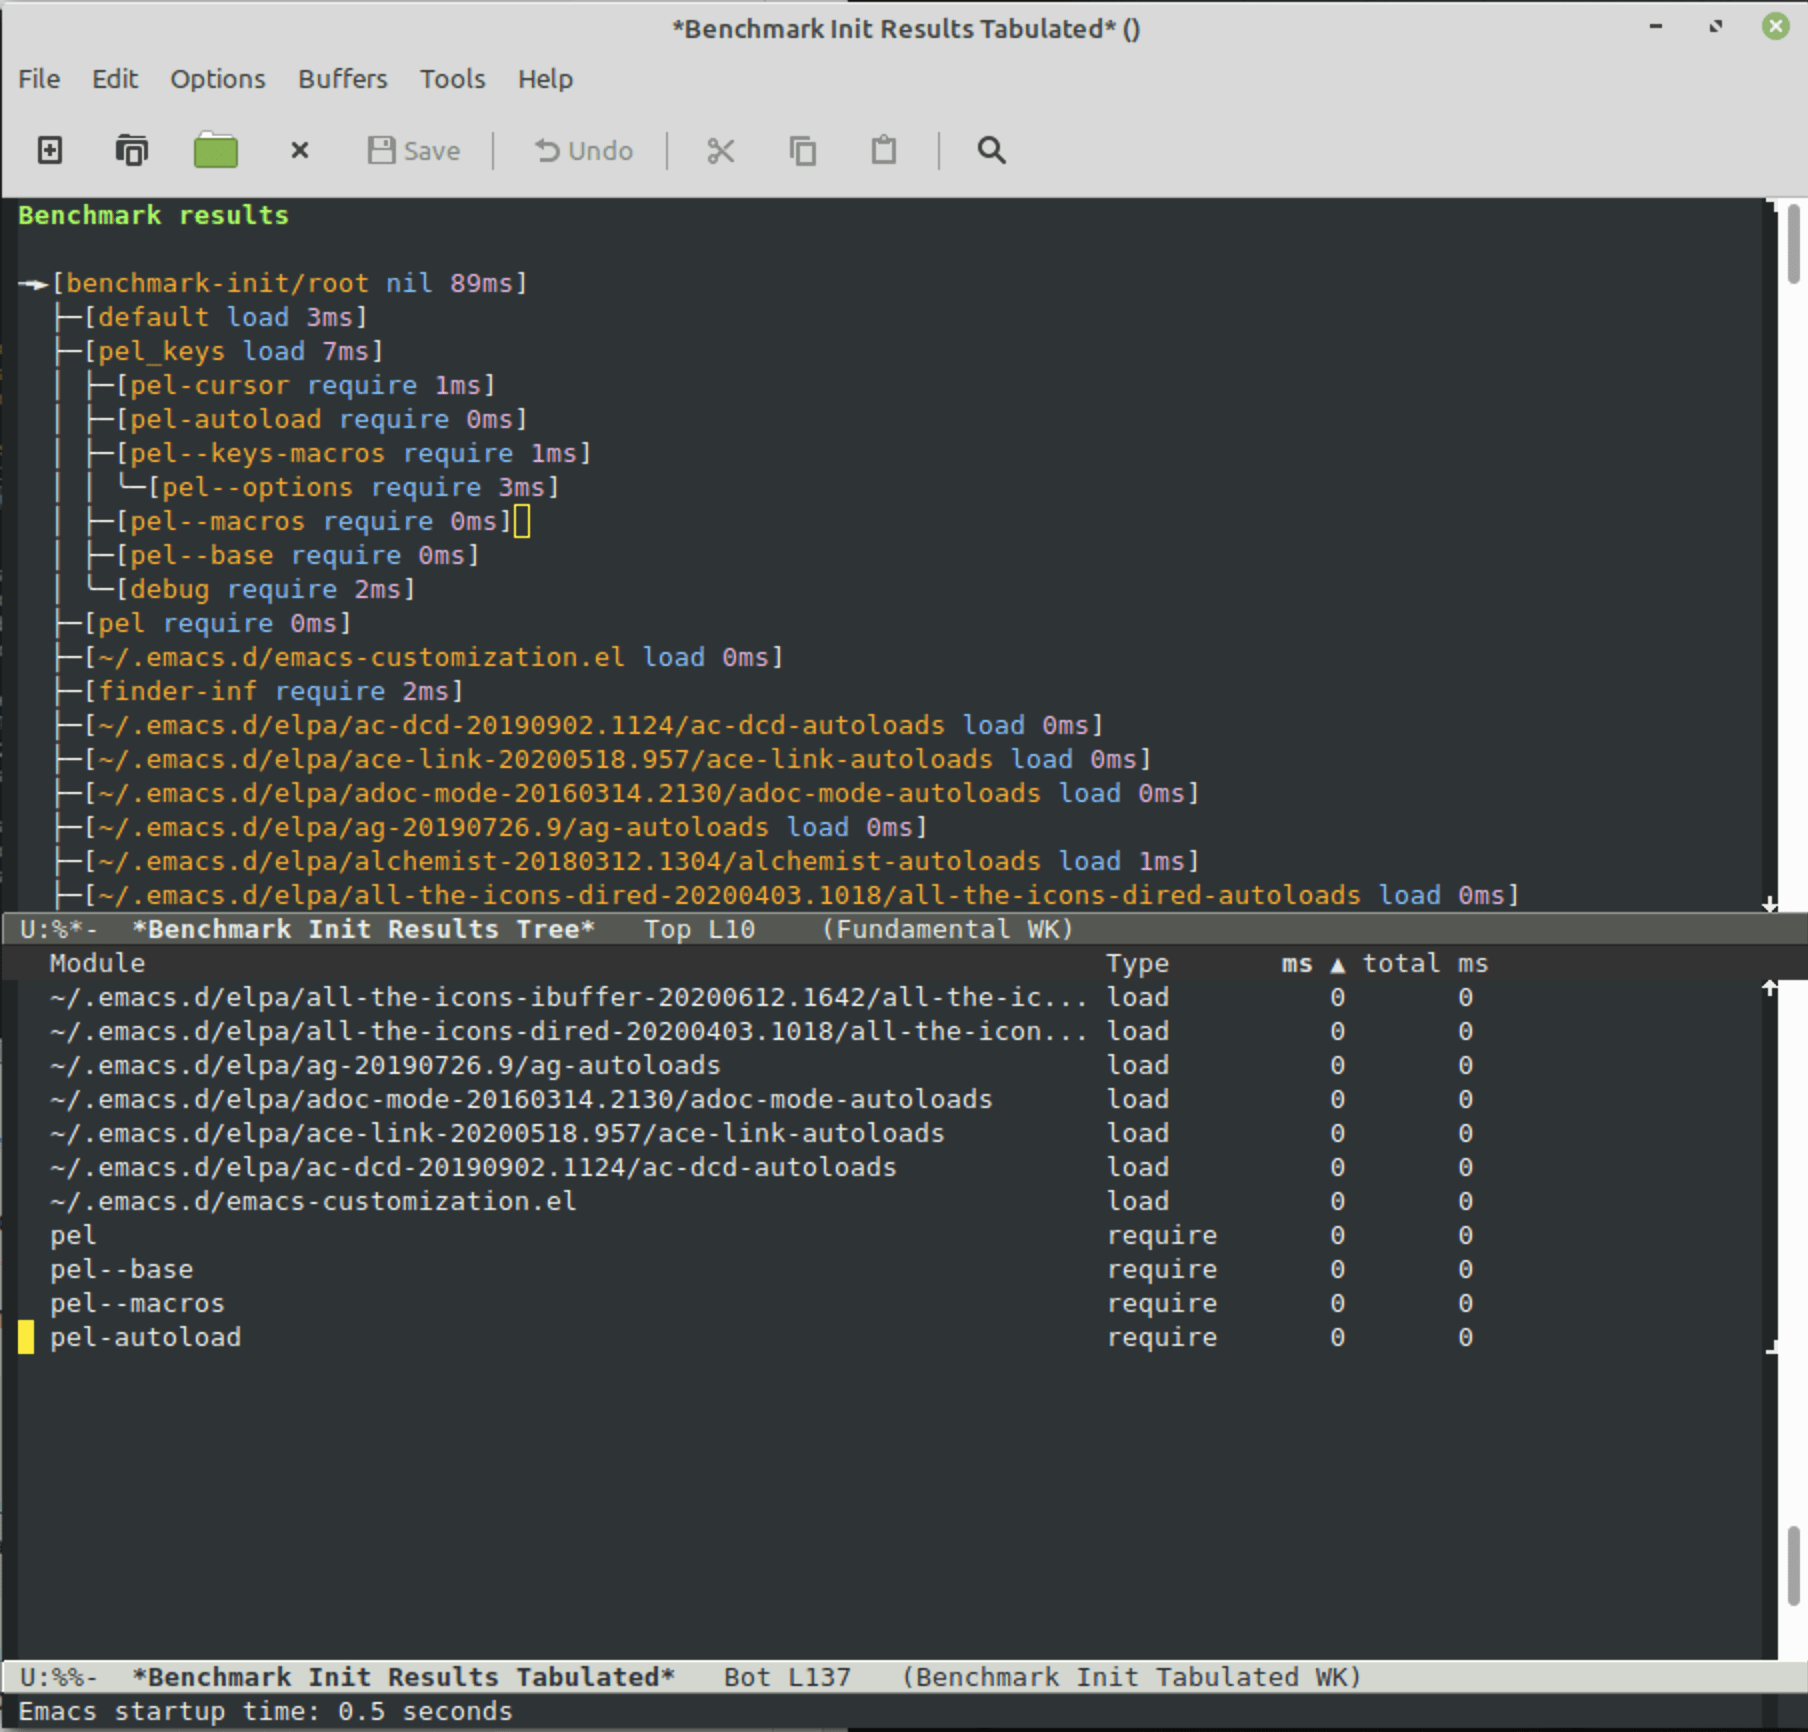 *Benchmark Init Results Tabulated* ()
File Edit Options Buffers Tools Help
Save Undo
Benchmark results
[benchmark-init/root nil 89ms]
├─[default load 3ms]
├─[pel_keys load 7ms]
│ ├─[pel-cursor require 1ms]
│ ├─[pel-autoload require 0ms]
│ ├─[pel--keys-macros require 1ms]
│ │ ╰─[pel--options require 3ms]
│ ├─[pel--macros require 0ms]
│ ├─[pel--base require 0ms]
│ ╰─[debug require 2ms]
├─[pel require 0ms]
├─[~/.emacs.d/emacs-customization.el load 0ms]
├─[finder-inf require 2ms]
├─[~/.emacs.d/elpa/ac-dcd-20190902.1124/ac-dcd-autoloads load 0ms]
├─[~/.emacs.d/elpa/ace-link-20200518.957/ace-link-autoloads load 0ms]
├─[~/.emacs.d/elpa/adoc-mode-20160314.2130/adoc-mode-autoloads load 0ms]
├─[~/.emacs.d/elpa/ag-20190726.9/ag-autoloads load 0ms]
├─[~/.emacs.d/elpa/alchemist-20180312.1304/alchemist-autoloads load 1ms]
├─[~/.emacs.d/elpa/all-the-icons-dired-20200403.1018/all-the-icons-dired-autoloads load 0ms]
U:%*- *Benchmark Init Results Tree* Top L10 (Fundamental WK)
Module Type ms ▲ total ms
~/.emacs.d/elpa/all-the-icons-ibuffer-20200612.1642/all-the-ic... load 0 0
~/.emacs.d/elpa/all-the-icons-dired-20200403.1018/all-the-icon... load 0 0
~/.emacs.d/elpa/ag-20190726.9/ag-autoloads load 0 0
~/.emacs.d/elpa/adoc-mode-20160314.2130/adoc-mode-autoloads load 0 0
~/.emacs.d/elpa/ace-link-20200518.957/ace-link-autoloads load 0 0
~/.emacs.d/elpa/ac-dcd-20190902.1124/ac-dcd-autoloads load 0 0
~/.emacs.d/emacs-customization.el load 0 0
pel require 0 0
pel--base require 0 0
pel--macros require 0 0
pel-autoload require 0 0
U:%%- *Benchmark Init Results Tabulated* Bot L137 (Benchmark Init Tabulated WK)
Emacs startup time: 0.5 seconds